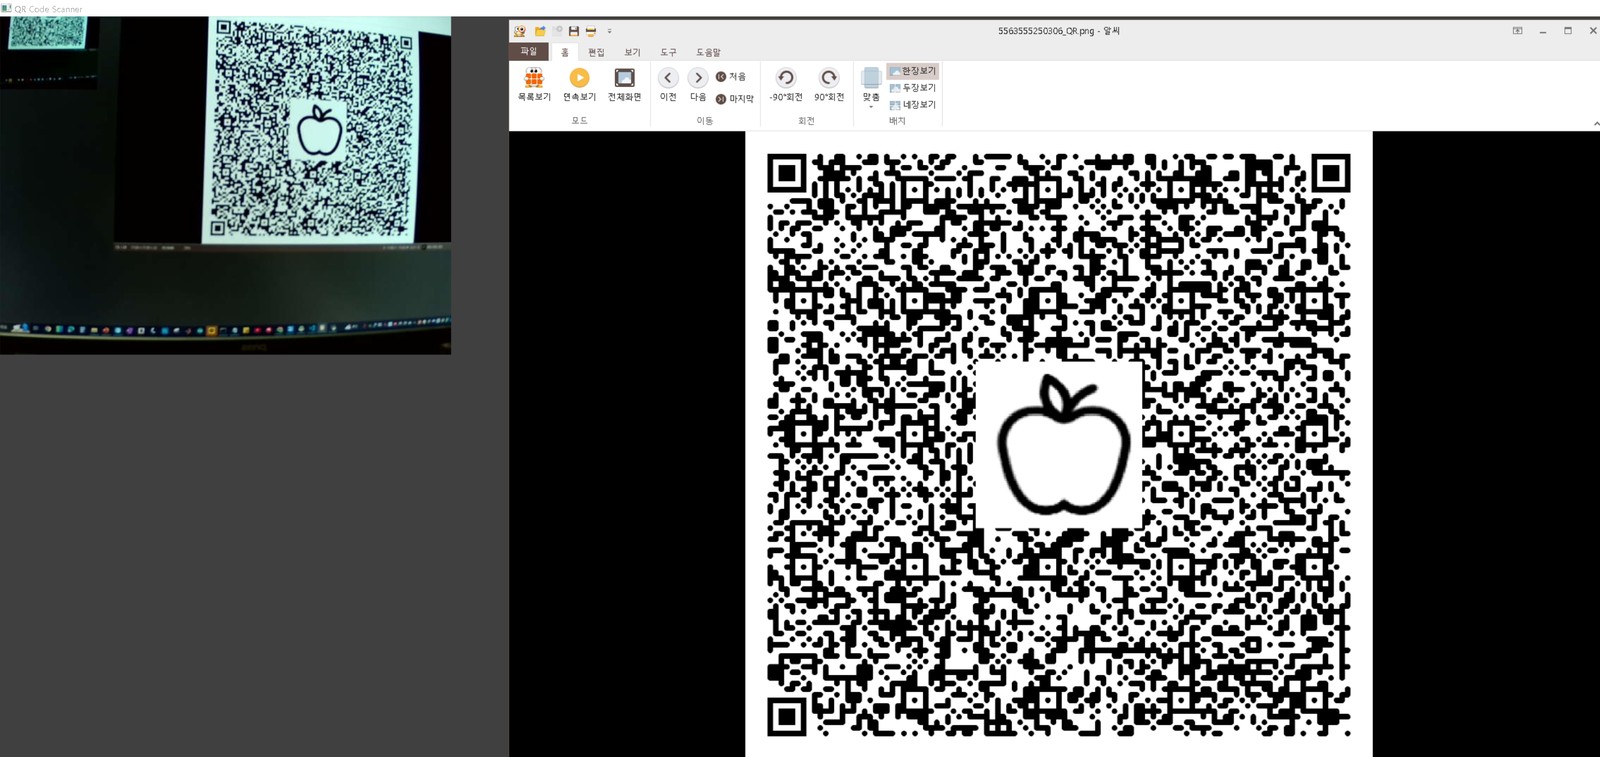 QR Code Scanner
5563555250306_QR.png - 알씨
파일 홈 편집 보기 도구 도움말
목록보기 연속보기 전체화면
모드
이전 다음 처음 마지막
이동
-90°회전 90°회전
회전
맞춤 한장보기 두장보기 네장보기
배치